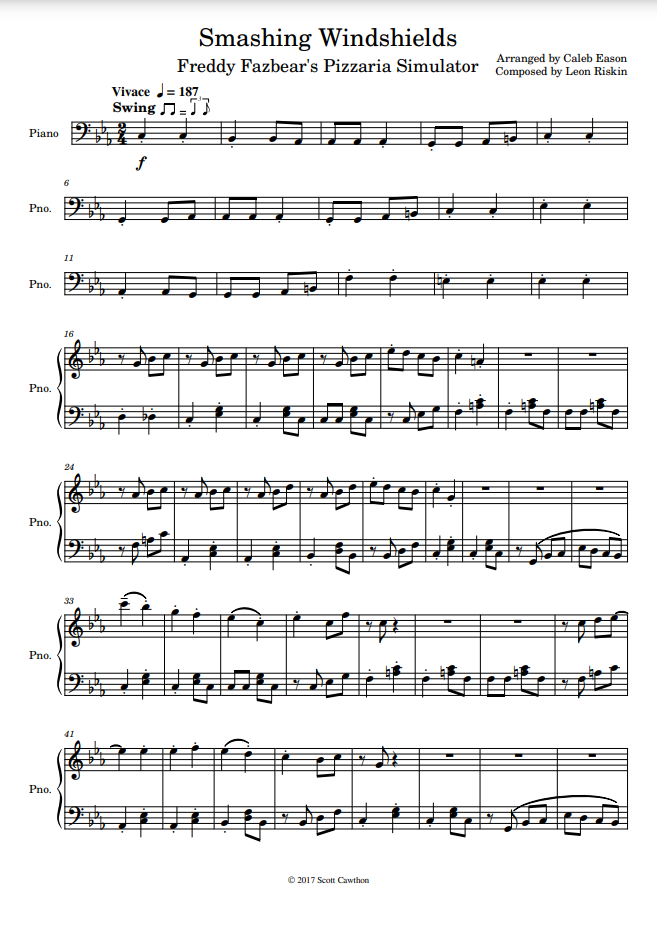 Smashing Windshields
Freddy Fazbear's Pizzaria Simulator
Arranged by Caleb Eason
Composed by Leon Riskin
Vivace ♩ = 187
Swing ♫ = ♩ ♪ 3
Piano
2
4
f
6
Pno.
11
Pno.
16
Pno.
24
Pno.
33
Pno.
41
Pno.
© 2017 Scott Cawthon